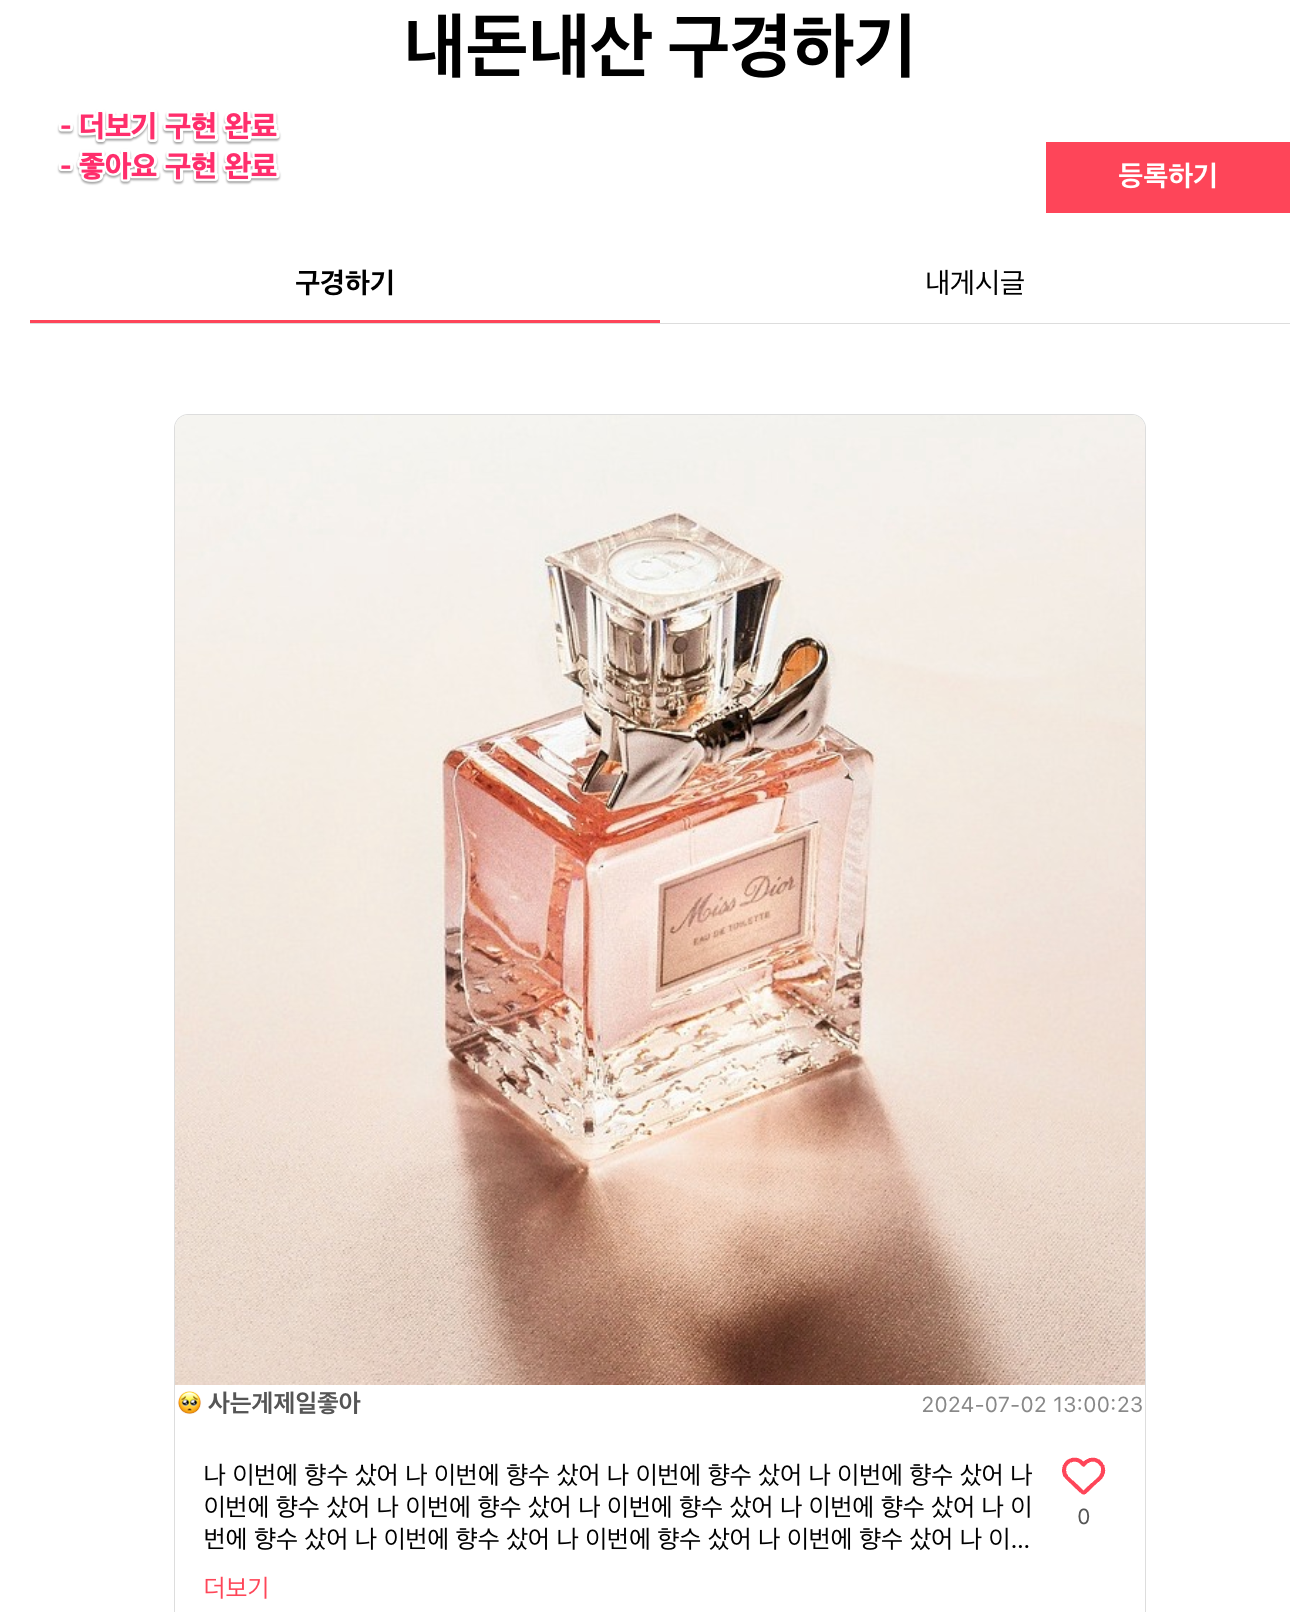 내돈내산 구경하기
- 더보기 구현 완료
- 좋아요 구현 완료
등록하기
구경하기
내게시글
Miss Dior
EAU DE TOILETTE
🥺 사는게제일좋아
2024-07-02 13:00:23
나 이번에 향수 샀어 나 이번에 향수 샀어 나 이번에 향수 샀어 나 이번에 향수 샀어 나
이번에 향수 샀어 나 이번에 향수 샀어 나 이번에 향수 샀어 나 이번에 향수 샀어 나 이
번에 향수 샀어 나 이번에 향수 샀어 나 이번에 향수 샀어 나 이번에 향수 샀어 나 이...
0
더보기